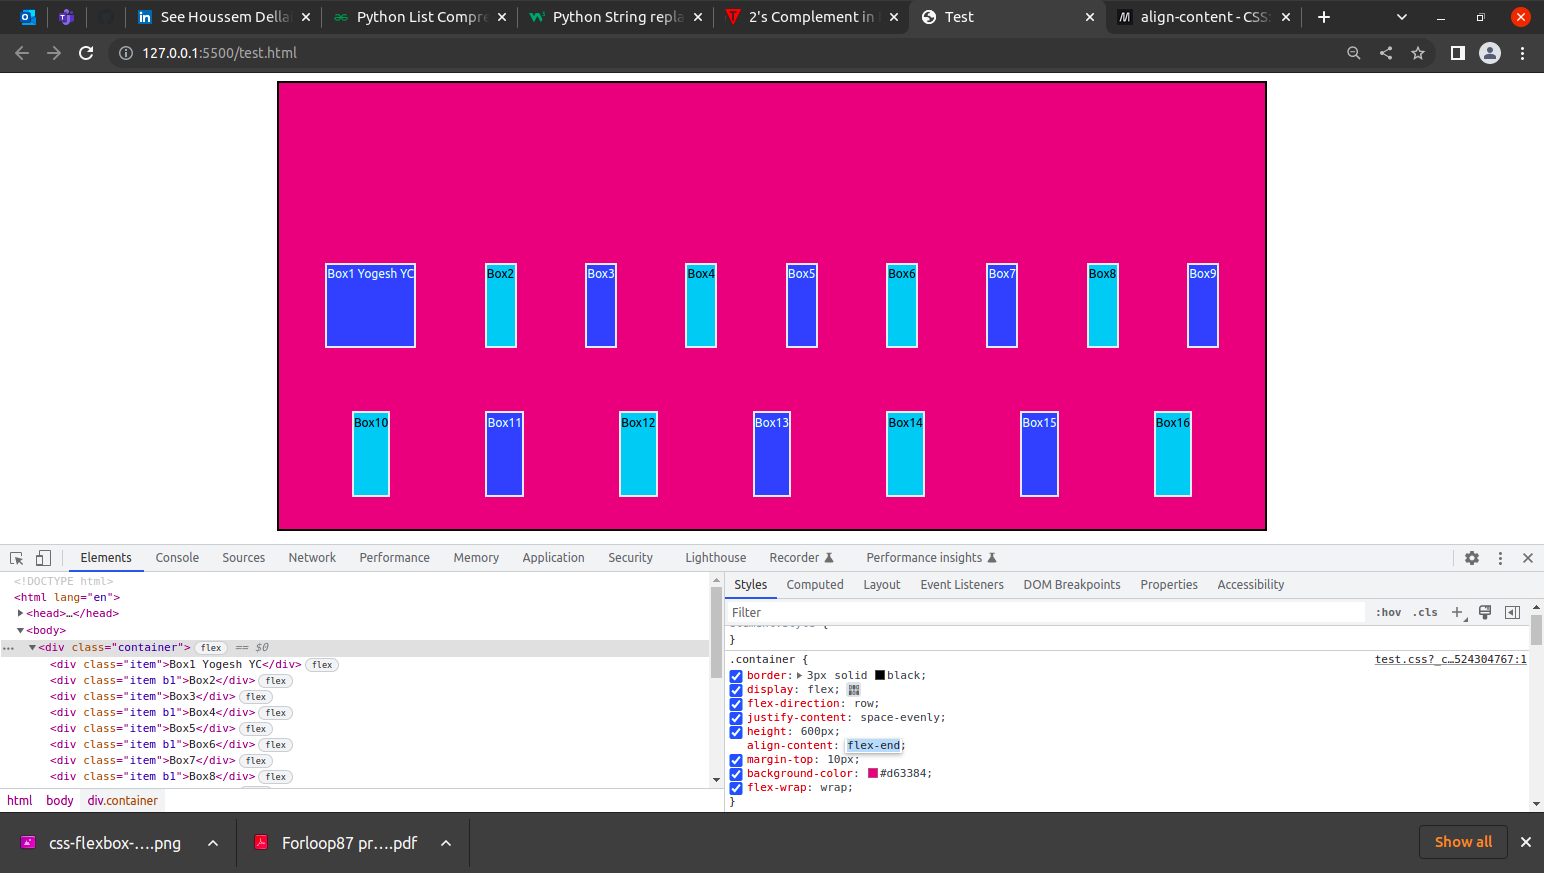 See Houssem Della
Python List Compre
Python String repla
2's Complement in
Test
align-content - CSS:
127.0.0.1:5500/test.html
Box1 Yogesh YC
Box2
Box3
Box4
Box5
Box6
Box7
Box8
Box9
Box10
Box11
Box12
Box13
Box14
Box15
Box16
Elements
Console
Sources
Network
Performance
Memory
Application
Security
Lighthouse
Recorder
Performance insights
<!DOCTYPE html>
<html lang="en">
<head>…</head>
<body>
<div class="container"> flex == $0
<div class="item">Box1 Yogesh YC</div> flex
<div class="item b1">Box2</div> flex
<div class="item">Box3</div> flex
<div class="item b1">Box4</div> flex
<div class="item">Box5</div> flex
<div class="item b1">Box6</div> flex
<div class="item">Box7</div> flex
<div class="item b1">Box8</div> flex
html body div.container
Styles
Computed
Layout
Event Listeners
DOM Breakpoints
Properties
Accessibility
Filter
:hov .cls
}
.container { test.css?_c…524304767:1
border: 3px solid black;
display: flex;
flex-direction: row;
justify-content: space-evenly;
height: 600px;
align-content: flex-end;
margin-top: 10px;
background-color: #d63384;
flex-wrap: wrap;
}
css-flexbox-….png
Forloop87 pr….pdf
Show all